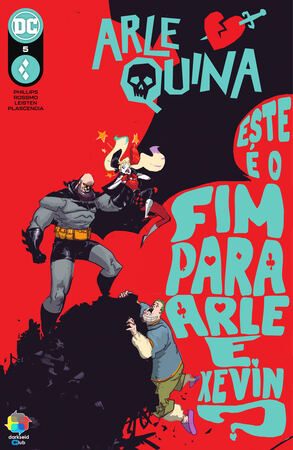 DC
5
PHILLIPS
ROSSMO
LEISTEN
PLASCENCIA
ARLE
QUINA
ESTE
É O
FIM
PARA
ARLE
E
XEVIN
?
darkseid
Club